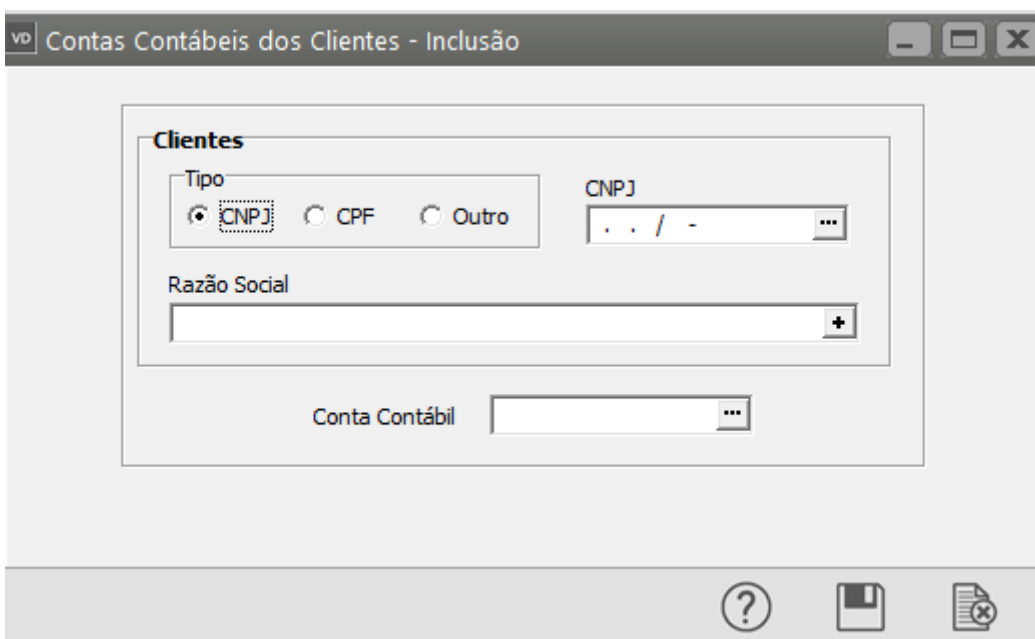 VD Contas Contábeis dos Clientes - Inclusão
Clientes
Tipo
CNPJ
CNPJ CPF Outro
. . / - ...
Razão Social
+
Conta Contábil ...
?